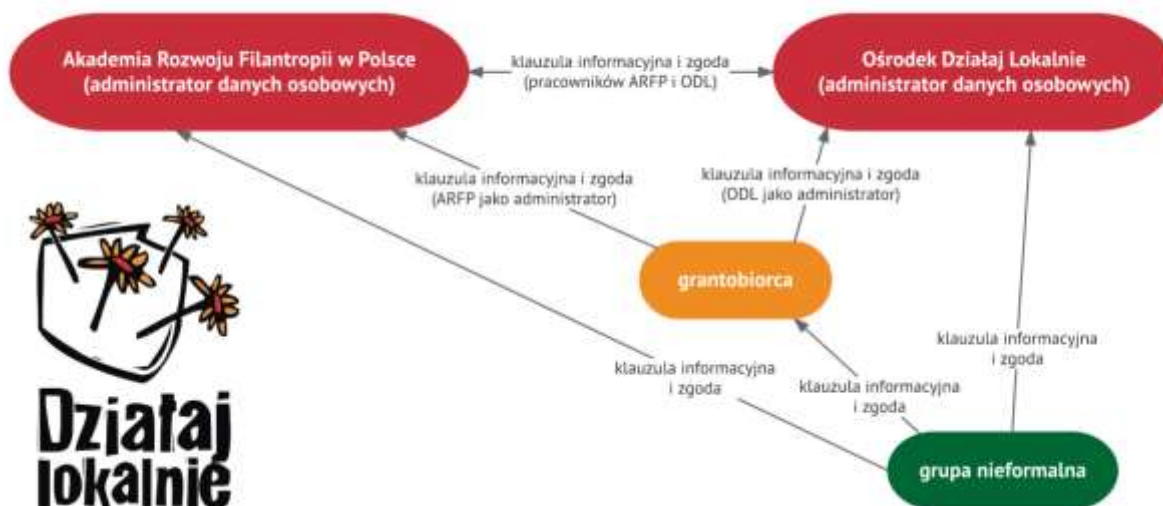 Akademia Rozwoju Filantropii w Polsce
(administrator danych osobowych)
klauzula informacyjna i zgoda
(pracowników ARFP i ODL)
Ośrodek Działaj Lokalnie
(administrator danych osobowych)
klauzula informacyjna i zgoda
(ARFP jako administrator)
klauzula informacyjna i zgoda
(ODL jako administrator)
grantobiorca
klauzula informacyjna
i zgoda
klauzula informacyjna
i zgoda
klauzula informacyjna
i zgoda
grupa nieformalna
Działaj
lokalnie